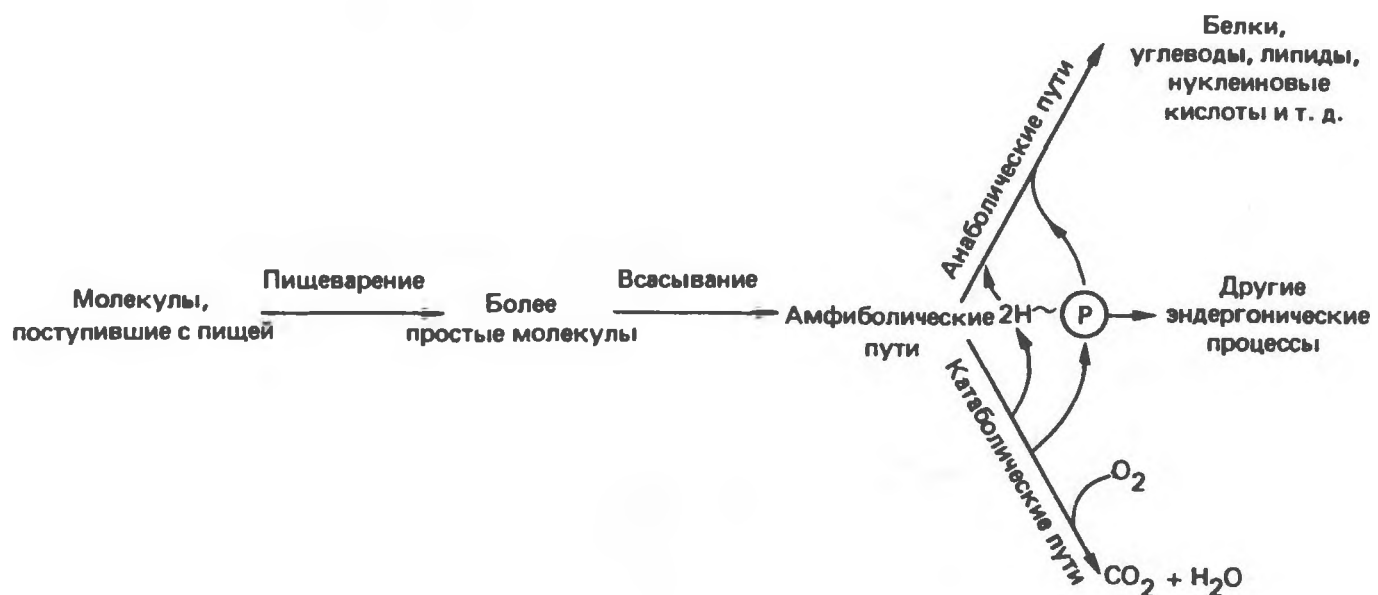 Белки,
углеводы, липиды,
нуклеиновые
кислоты и т. д.
Анаболические пути
Пищеварение
Всасывание
Молекулы,
поступившие с пищей
Более
простые молекулы
Амфиболические
пути
2H~ P
Другие
эндергонические
процессы
Катаболические пути
O2
CO2 + H2O